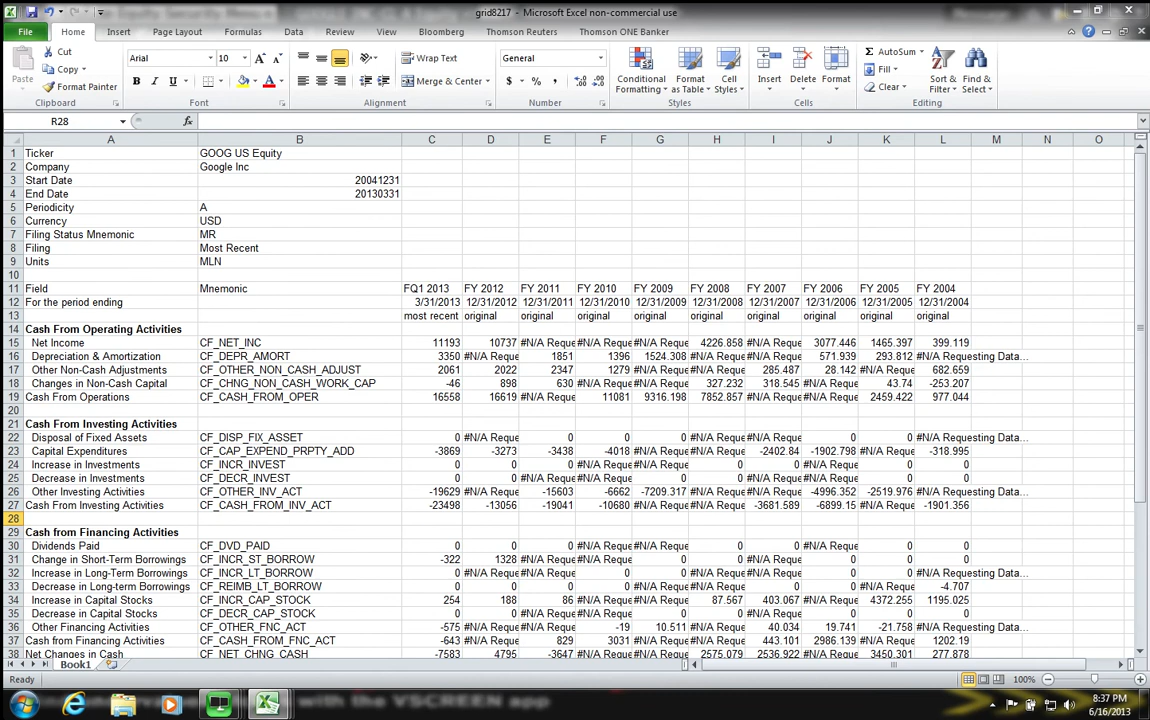 grid8217 - Microsoft Excel non-commercial use
File Home Insert Page Layout Formulas Data Review View Bloomberg Thomson Reuters Thomson ONE Banker
Cut Arial 10 Wrap Text General AutoSum
Copy Fill
Paste Format Painter Merge & Center Conditional Formatting Format as Table Cell Styles Insert Delete Format Clear Sort & Filter Find & Select
Clipboard Font Alignment Number Styles Cells Editing
R28 fx
A B C D E F G H I J K L M N O
1 Ticker GOOG US Equity
2 Company Google Inc
3 Start Date 20041231
4 End Date 20130331
5 Periodicity A
6 Currency USD
7 Filing Status Mnemonic MR
8 Filing Most Recent
9 Units MLN
10
11 Field Mnemonic FQ1 2013 FY 2012 FY 2011 FY 2010 FY 2009 FY 2008 FY 2007 FY 2006 FY 2005 FY 2004
12 For the period ending 3/31/2013 12/31/2012 12/31/2011 12/31/2010 12/31/2009 12/31/2008 12/31/2007 12/31/2006 12/31/2005 12/31/2004
13 most recent original original original original original original original original original
14 Cash From Operating Activities
15 Net Income CF_NET_INC 11193 10737 #N/A Reque #N/A Reque #N/A Reque 4226.858 #N/A Reque 3077.446 1465.397 399.119
16 Depreciation & Amortization CF_DEPR_AMORT 3350 #N/A Reque 1851 1396 1524.308 #N/A Reque #N/A Reque 571.939 293.812 #N/A Requesting Data...
17 Other Non-Cash Adjustments CF_OTHER_NON_CASH_ADJUST 2061 2022 2347 1279 #N/A Reque #N/A Reque 285.487 28.142 #N/A Reque 682.659
18 Changes in Non-Cash Capital CF_CHNG_NON_CASH_WORK_CAP -46 898 630 #N/A Reque #N/A Reque 327.232 318.545 #N/A Reque 43.74 -253.207
19 Cash From Operations CF_CASH_FROM_OPER 16558 16619 #N/A Reque 11081 9316.198 7852.857 #N/A Reque #N/A Reque 2459.422 977.044
20
21 Cash From Investing Activities
22 Disposal of Fixed Assets CF_DISP_FIX_ASSET 0 #N/A Reque 0 0 #N/A Reque 0 #N/A Reque 0 0 #N/A Requesting Data...
23 Capital Expenditures CF_CAP_EXPEND_PRPTY_ADD -3869 -3273 -3438 -4018 #N/A Reque #N/A Reque -2402.84 -1902.798 #N/A Reque -318.995
24 Increase in Investments CF_INCR_INVEST 0 0 #N/A Reque #N/A Reque #N/A Reque 0 0 #N/A Reque 0 0
25 Decrease in Investments CF_DECR_INVEST 0 0 #N/A Reque 0 #N/A Reque 0 #N/A Reque #N/A Reque 0 0
26 Other Investing Activities CF_OTHER_INV_ACT -19629 #N/A Reque -15603 -6662 -7209.317 #N/A Reque #N/A Reque -4996.352 -2519.976 #N/A Requesting Data...
27 Cash From Investing Activities CF_CASH_FROM_INV_ACT -23498 -13056 -19041 -10680 #N/A Reque #N/A Reque -3681.589 -6899.15 #N/A Reque -1901.356
28
29 Cash from Financing Activities
30 Dividends Paid CF_DVD_PAID 0 0 0 #N/A Reque #N/A Reque 0 0 0 #N/A Reque 0
31 Change in Short-Term Borrowings CF_INCR_ST_BORROW -322 1328 #N/A Reque #N/A Reque #N/A Reque 0 #N/A Reque 0 0 0
32 Increase in Long-Term Borrowings CF_INCR_LT_BORROW 0 #N/A Reque 0 0 0 #N/A Reque #N/A Reque 0 0 #N/A Requesting Data...
33 Decrease in Long-term Borrowings CF_REIMB_LT_BORROW 0 0 0 0 #N/A Reque #N/A Reque 0 0 #N/A Reque -4.707
34 Increase in Capital Stocks CF_INCR_CAP_STOCK 254 188 86 #N/A Reque #N/A Reque 87.567 403.067 #N/A Reque 4372.255 1195.025
35 Decrease in Capital Stocks CF_DECR_CAP_STOCK 0 0 #N/A Reque #N/A Reque 0 0 #N/A Reque #N/A Reque 0 0
36 Other Financing Activities CF_OTHER_FNC_ACT -575 #N/A Reque #N/A Reque -19 10.511 #N/A Reque 40.034 19.741 -21.758 #N/A Requesting Data...
37 Cash from Financing Activities CF_CASH_FROM_FNC_ACT -643 #N/A Reque 829 3031 #N/A Reque #N/A Reque 443.101 2986.139 #N/A Reque 1202.19
38 Net Changes in Cash CF_NET_CHNG_CASH -7583 4795 -3647 #N/A Reque #N/A Reque 2575.079 2536.922 #N/A Reque 3450.301 277.878
Book1
Ready 100%
with the VSCREEN app
8:37 PM
6/16/2013